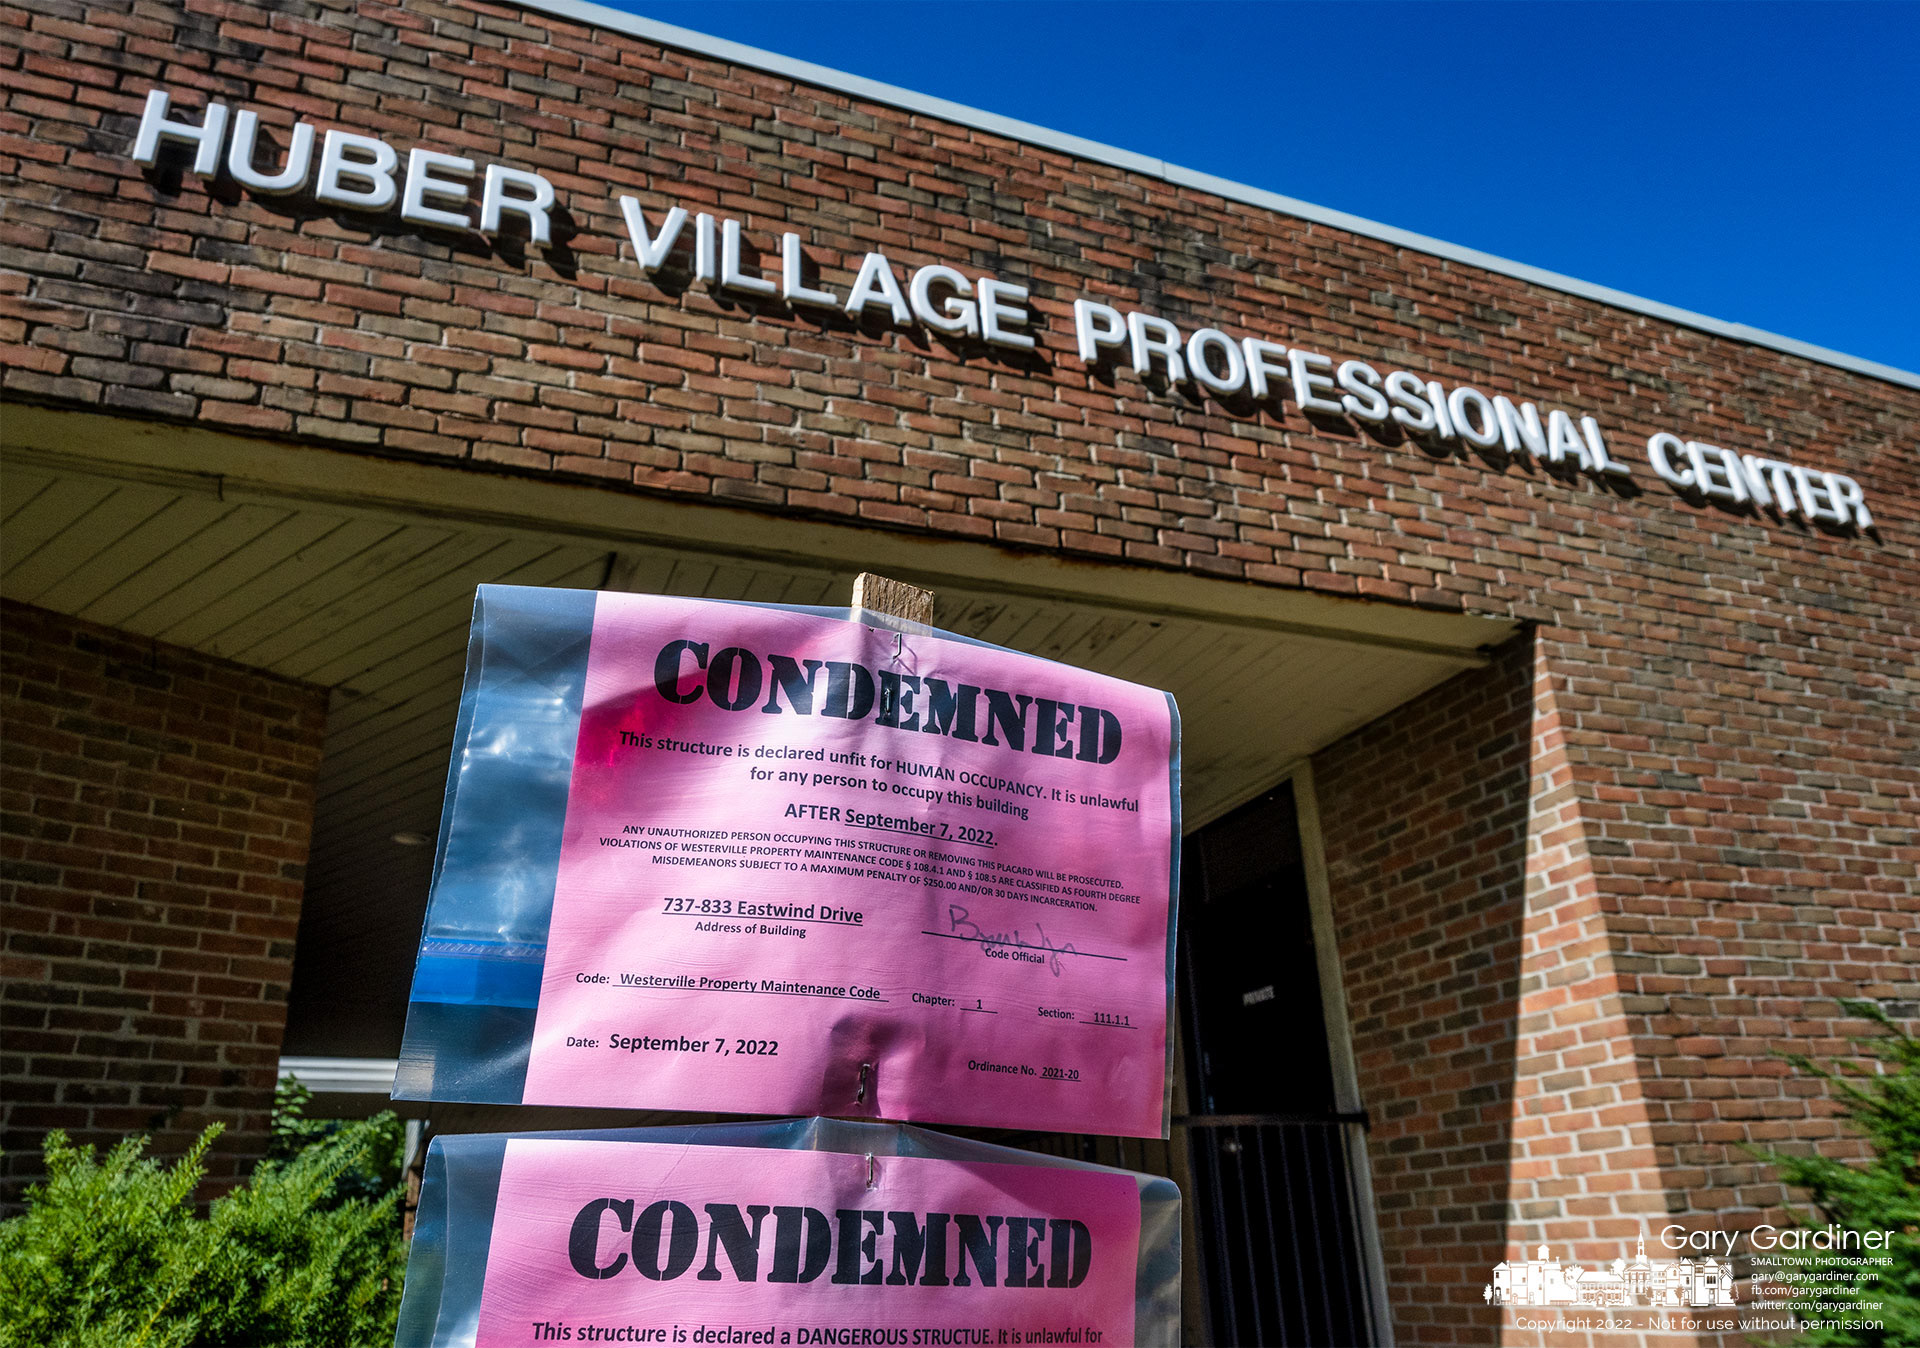 HUBER VILLAGE PROFESSIONAL CENTER
CONDEMNED
This structure is declared unfit for HUMAN OCCUPANCY. It is unlawful
for any person to occupy this building
AFTER September 7, 2022.
ANY UNAUTHORIZED PERSON OCCUPYING THIS STRUCTURE OR REMOVING THIS PLACARD WILL BE PROSECUTED.
VIOLATIONS OF WESTERVILLE PROPERTY MAINTENANCE CODE § 108.4.1 AND § 108.5 ARE CLASSIFIED AS FOURTH DEGREE
MISDEMEANORS SUBJECT TO A MAXIMUM PENALTY OF $250.00 AND/OR 30 DAYS INCARCERATION.
737-833 Eastwind Drive
Address of Building
Code Official
Code: Westerville Property Maintenance Code Chapter: 1 Section: 111.1.1
Date: September 7, 2022
Ordinance No. 2021-20
PRIVATE
CONDEMNED
This structure is declared a DANGEROUS STRUCTUE. It is unlawful for
Gary Gardiner
SMALLTOWN PHOTOGRAPHER
gary@garygardiner.com
fb.com/garygardiner
twitter.com/garygardiner
Copyright 2022 - Not for use without permission